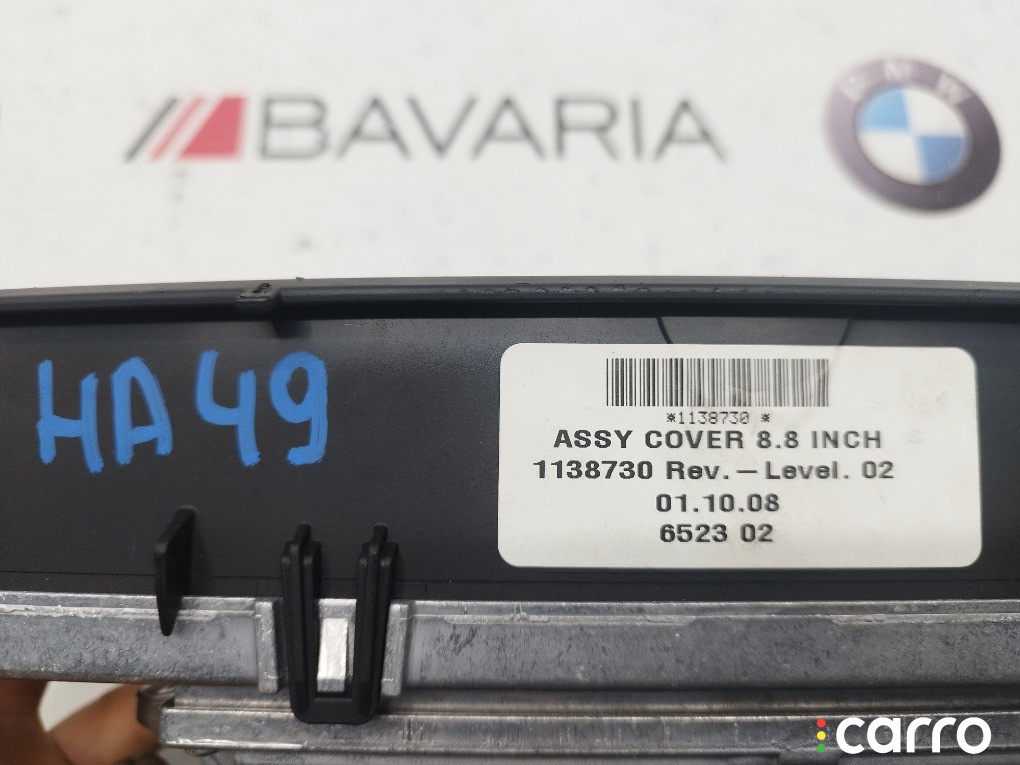 BAVARIA
BMW
HA 49
*1138730 *
ASSY COVER 8.8 INCH
1138730 Rev. – Level. 02
01.10.08
6523 02
carro